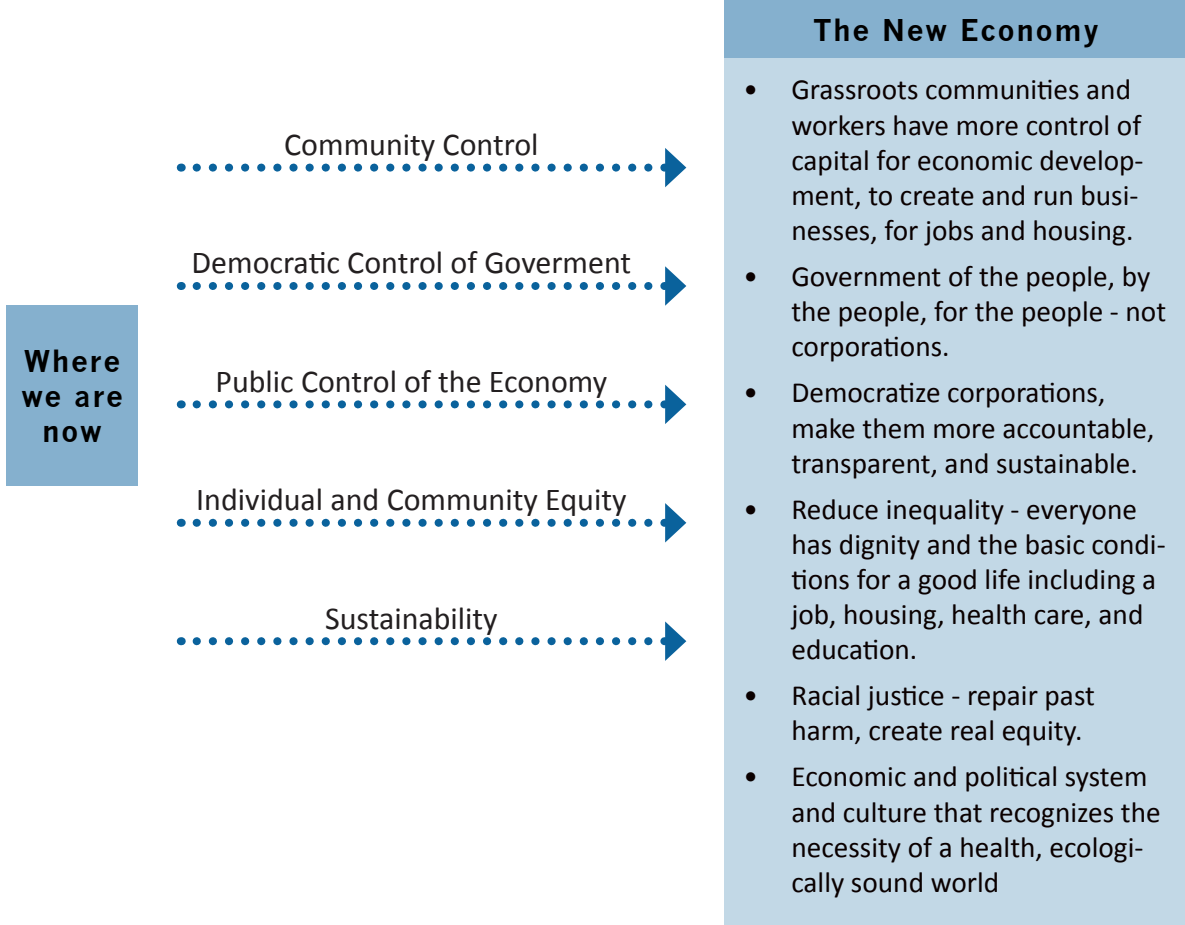 Where
we are
now
Community Control
Democratic Control of Goverment
Public Control of the Economy
Individual and Community Equity
Sustainability
The New Economy
• Grassroots communities and
workers have more control of
capital for economic develop-
ment, to create and run busi-
nesses, for jobs and housing.
• Government of the people, by
the people, for the people - not
corporations.
• Democratize corporations,
make them more accountable,
transparent, and sustainable.
• Reduce inequality - everyone
has dignity and the basic condi-
tions for a good life including a
job, housing, health care, and
education.
• Racial justice - repair past
harm, create real equity.
• Economic and political system
and culture that recognizes the
necessity of a health, ecologi-
cally sound world